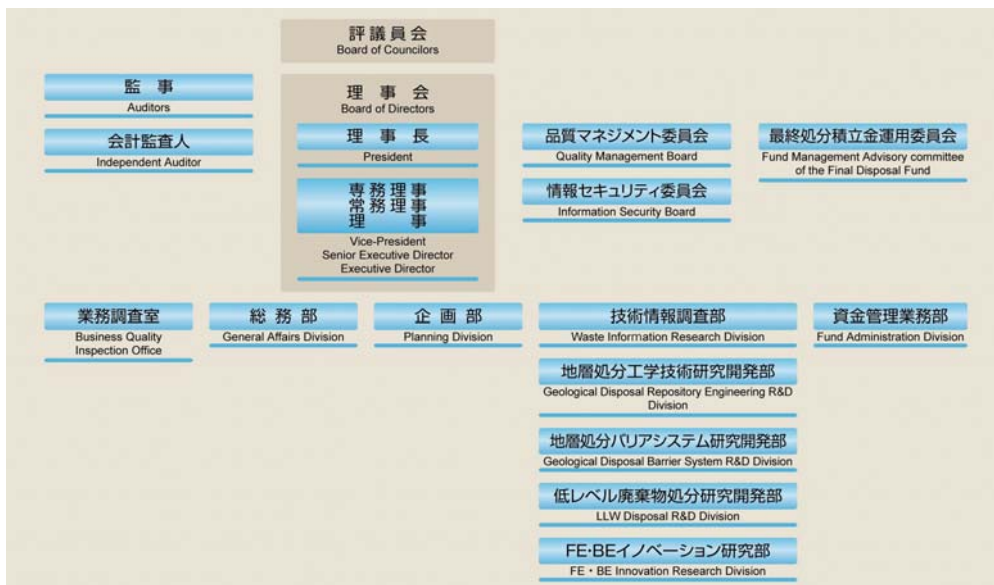 評議員会
Board of Councilors
監事
Auditors
会計監査人
Independent Auditor
理事会
Board of Directors
理事長
President
専務理事
常務理事
理事
Vice-President
Senior Executive Director
Executive Director
品質マネジメント委員会
Quality Management Board
情報セキュリティ委員会
Information Security Board
最終処分積立金運用委員会
Fund Management Advisory committee
of the Final Disposal Fund
業務調査室
Business Quality
Inspection Office
総務部
General Affairs Division
企画部
Planning Division
技術情報調査部
Waste Information Research Division
地層処分工学技術研究開発部
Geological Disposal Repository Engineering R&D
Division
地層処分バリアシステム研究開発部
Geological Disposal Barrier System R&D Division
低レベル廃棄物処分研究開発部
LLW Disposal R&D Division
FE・BEイノベーション研究部
FE・BE Innovation Research Division
資金管理業務部
Fund Administration Division